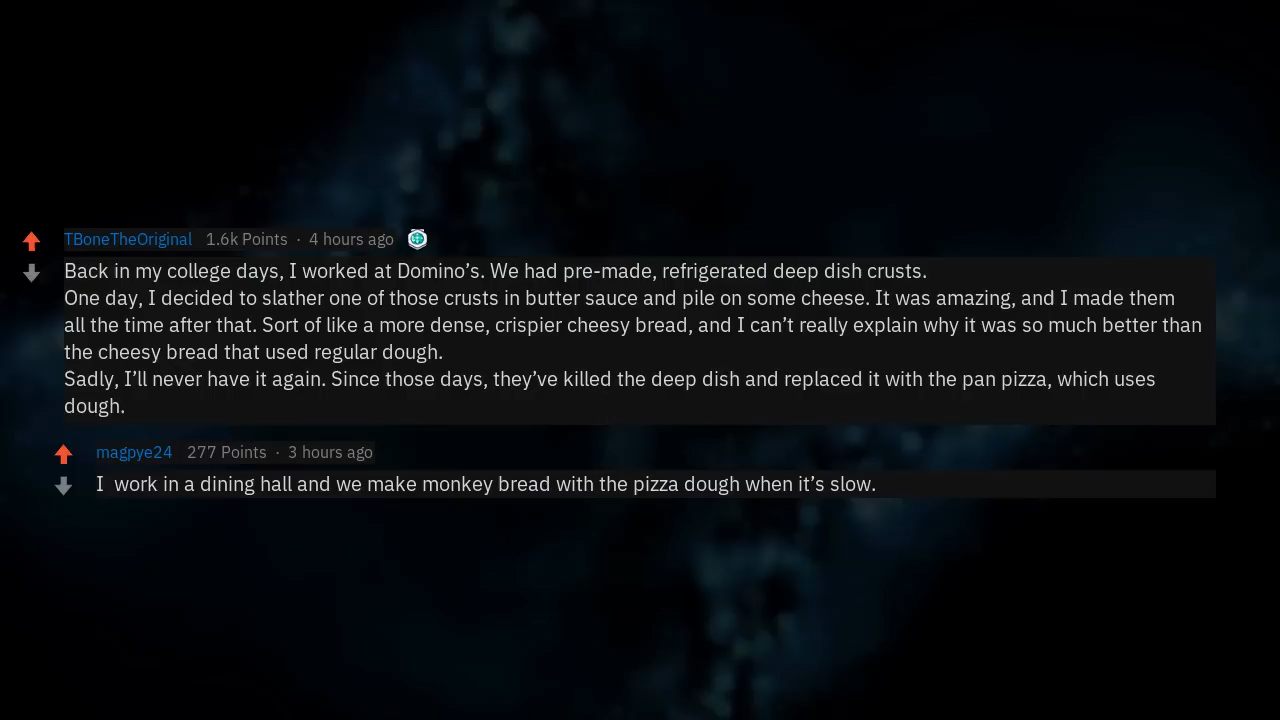 TBoneTheOriginal 1.6k Points · 4 hours ago
Back in my college days, I worked at Domino’s. We had pre-made, refrigerated deep dish crusts.
One day, I decided to slather one of those crusts in butter sauce and pile on some cheese. It was amazing, and I made them
all the time after that. Sort of like a more dense, crispier cheesy bread, and I can’t really explain why it was so much better than
the cheesy bread that used regular dough.
Sadly, I’ll never have it again. Since those days, they’ve killed the deep dish and replaced it with the pan pizza, which uses
dough.
magpye24 277 Points · 3 hours ago
I work in a dining hall and we make monkey bread with the pizza dough when it’s slow.